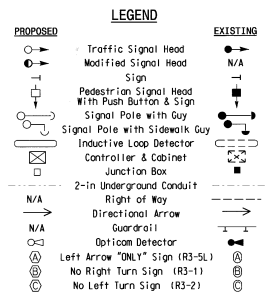 LEGEND
PROPOSED EXISTING
Traffic Signal Head
Modified Signal Head N/A
Sign
Pedestrian Signal Head
With Push Button & Sign
Signal Pole with Guy
Signal Pole with Sidewalk Guy
Inductive Loop Detector
Controller & Cabinet
Junction Box
2-in Underground Conduit
N/A Right of Way
Directional Arrow
N/A Guardrail
Opticom Detector
A Left Arrow "ONLY" Sign (R3-5L) A
B No Right Turn Sign (R3-1) B
C No Left Turn Sign (R3-2) C